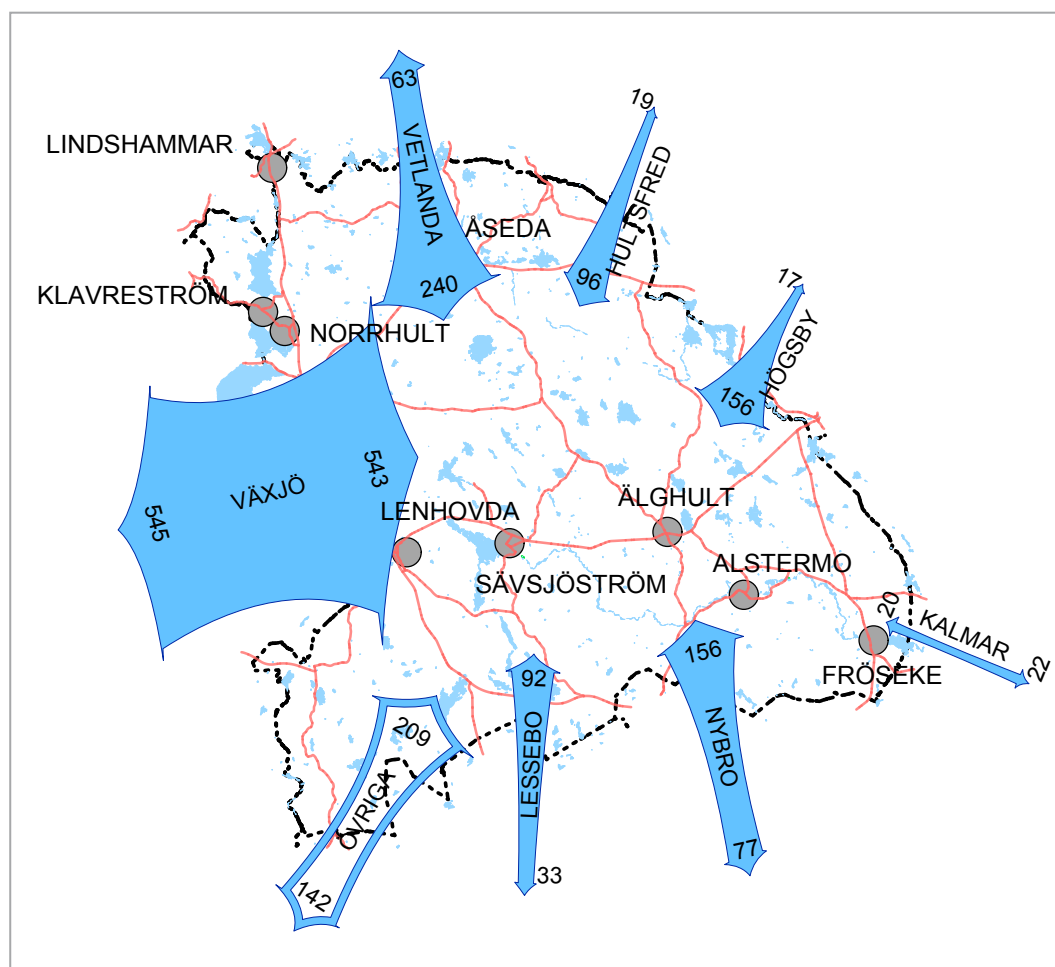 63
19
LINDSHAMMAR
VETLANDA
HULTSFRED
ÅSEDA
240
96
17
KLAVRESTRÖM
NORRHULT
HÖGSBY
156
VÄXJÖ
545
543
LENHOVDA
ÄLGHULT
SÄVSJÖSTRÖM
ALSTERMO
20
KALMAR
22
FRÖSEKE
156
NYBRO
77
92
LESSEBO
33
209
ÖVRIGA
142